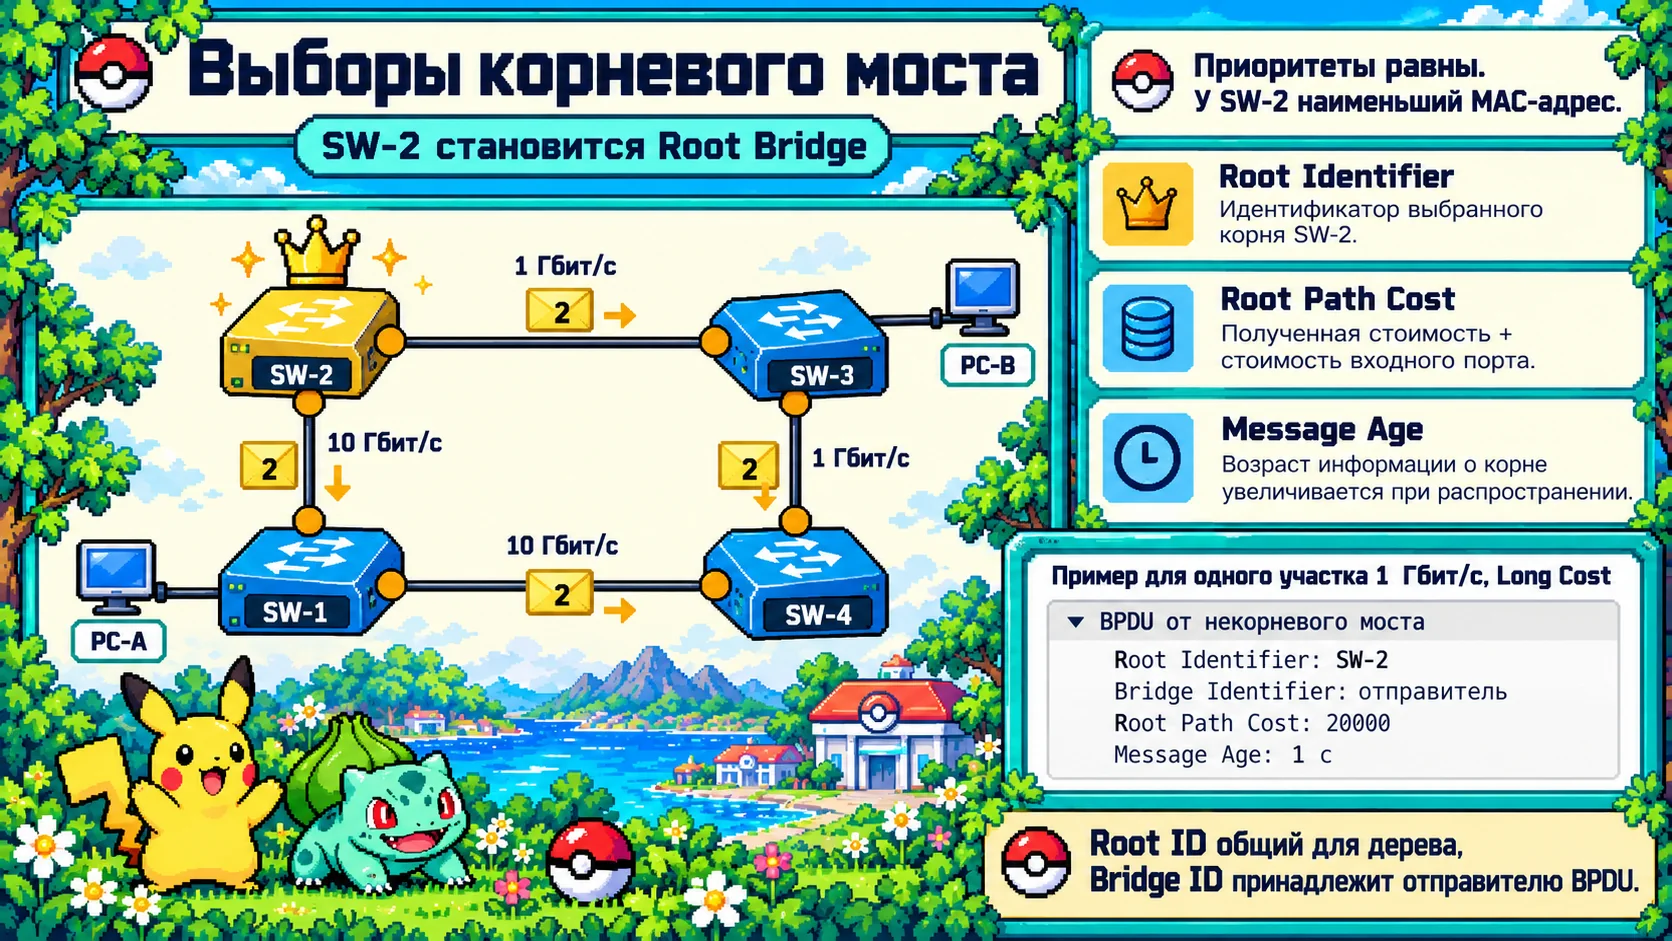 Выборы корневого моста
SW-2 становится Root Bridge
1 Гбит/с
2
SW-2
SW-3
PC-B
2
10 Гбит/с
2
1 Гбит/с
10 Гбит/с
2
SW-1
SW-4
PC-A
Приоритеты равны.
У SW-2 наименьший MAC-адрес.
Root Identifier
Идентификатор выбранного
корня SW-2.
Root Path Cost
Полученная стоимость +
стоимость входного порта.
Message Age
Возраст информации о корне
увеличивается при распространении.
Пример для одного участка 1 Гбит/с, Long Cost
▼ BPDU от некорневого моста
Root Identifier: SW-2
Bridge Identifier: отправитель
Root Path Cost: 20000
Message Age: 1 с
Root ID общий для дерева,
Bridge ID принадлежит отправителю BPDU.